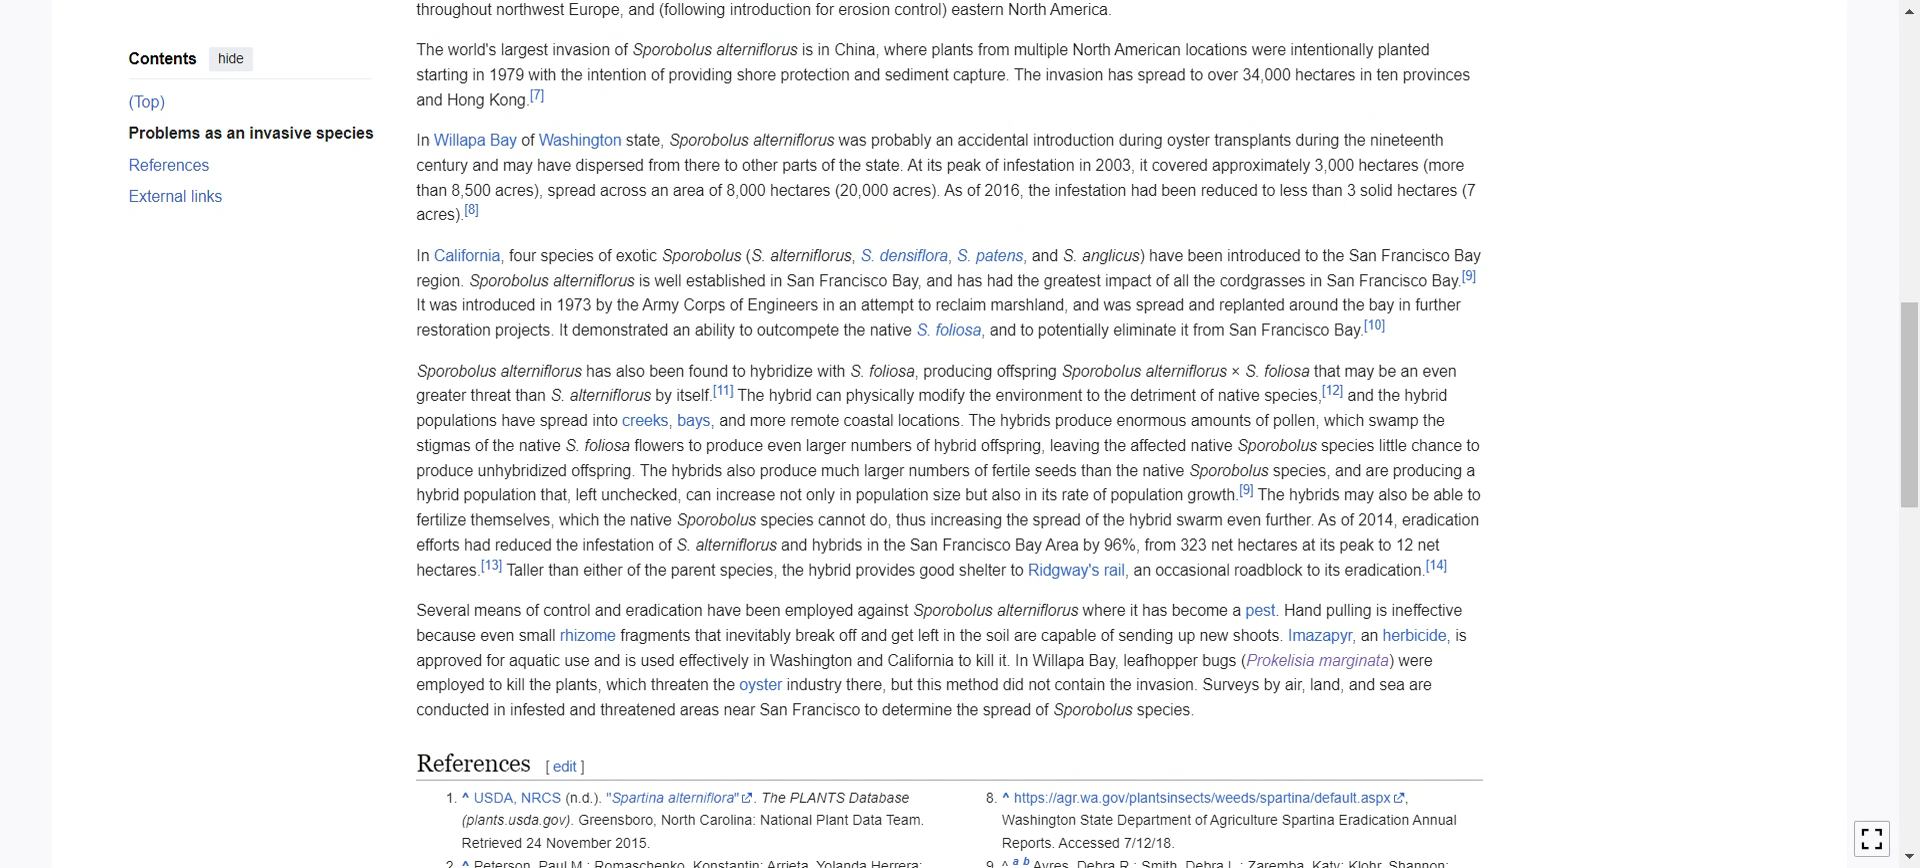 throughout northwest Europe, and (following introduction for erosion control) eastern North America.
Contents hide
(Top)
Problems as an invasive species
References
External links
The world's largest invasion of Sporobolus alterniflorus is in China, where plants from multiple North American locations were intentionally planted
starting in 1979 with the intention of providing shore protection and sediment capture. The invasion has spread to over 34,000 hectares in ten provinces
and Hong Kong.[7]
In Willapa Bay of Washington state, Sporobolus alterniflorus was probably an accidental introduction during oyster transplants during the nineteenth
century and may have dispersed from there to other parts of the state. At its peak of infestation in 2003, it covered approximately 3,000 hectares (more
than 8,500 acres), spread across an area of 8,000 hectares (20,000 acres). As of 2016, the infestation had been reduced to less than 3 solid hectares (7
acres).[8]
In California, four species of exotic Sporobolus (S. alterniflorus, S. densiflora, S. patens, and S. anglicus) have been introduced to the San Francisco Bay
region. Sporobolus alterniflorus is well established in San Francisco Bay, and has had the greatest impact of all the cordgrasses in San Francisco Bay.[9]
It was introduced in 1973 by the Army Corps of Engineers in an attempt to reclaim marshland, and was spread and replanted around the bay in further
restoration projects. It demonstrated an ability to outcompete the native S. foliosa, and to potentially eliminate it from San Francisco Bay.[10]
Sporobolus alterniflorus has also been found to hybridize with S. foliosa, producing offspring Sporobolus alterniflorus × S. foliosa that may be an even
greater threat than S. alterniflorus by itself.[11] The hybrid can physically modify the environment to the detriment of native species,[12] and the hybrid
populations have spread into creeks, bays, and more remote coastal locations. The hybrids produce enormous amounts of pollen, which swamp the
stigmas of the native S. foliosa flowers to produce even larger numbers of hybrid offspring, leaving the affected native Sporobolus species little chance to
produce unhybridized offspring. The hybrids also produce much larger numbers of fertile seeds than the native Sporobolus species, and are producing a
hybrid population that, left unchecked, can increase not only in population size but also in its rate of population growth.[9] The hybrids may also be able to
fertilize themselves, which the native Sporobolus species cannot do, thus increasing the spread of the hybrid swarm even further. As of 2014, eradication
efforts had reduced the infestation of S. alterniflorus and hybrids in the San Francisco Bay Area by 96%, from 323 net hectares at its peak to 12 net
hectares.[13] Taller than either of the parent species, the hybrid provides good shelter to Ridgway's rail, an occasional roadblock to its eradication.[14]
Several means of control and eradication have been employed against Sporobolus alterniflorus where it has become a pest. Hand pulling is ineffective
because even small rhizome fragments that inevitably break off and get left in the soil are capable of sending up new shoots. Imazapyr, an herbicide, is
approved for aquatic use and is used effectively in Washington and California to kill it. In Willapa Bay, leafhopper bugs (Prokelisia marginata) were
employed to kill the plants, which threaten the oyster industry there, but this method did not contain the invasion. Surveys by air, land, and sea are
conducted in infested and threatened areas near San Francisco to determine the spread of Sporobolus species.
References [ edit ]
1. ^ USDA, NRCS (n.d.). "Spartina alterniflora". The PLANTS Database
(plants.usda.gov). Greensboro, North Carolina: National Plant Data Team.
Retrieved 24 November 2015.
2. ^ Peterson, Paul M.; Romaschenko, Konstantin; Arrieta, Yolanda Herrera;
8. ^ https://agr.wa.gov/plantsinsects/weeds/spartina/default.aspx,
Washington State Department of Agriculture Spartina Eradication Annual
Reports. Accessed 7/12/18.
9. ^ a b Ayres, Debra R.; Smith, Debra L.; Zaremba, Katy; Klohr, Shannon;